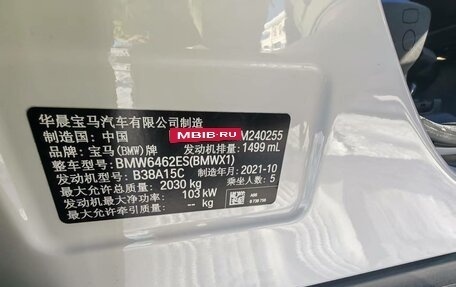 华晨宝马汽车有限公司制造
制造国:中国 MBIB.RU M240255
品牌:宝马(BMW)牌 发动机排量:1499 mL
整车型号:BMW6462ES(BMWX1)
发动机型号:B38A15C 制造年月:2021-10
最大允许总质量:2030 kg 乘坐人数:5
发动机最大净功率:103 kW
最大允许牵引质量:-- kg